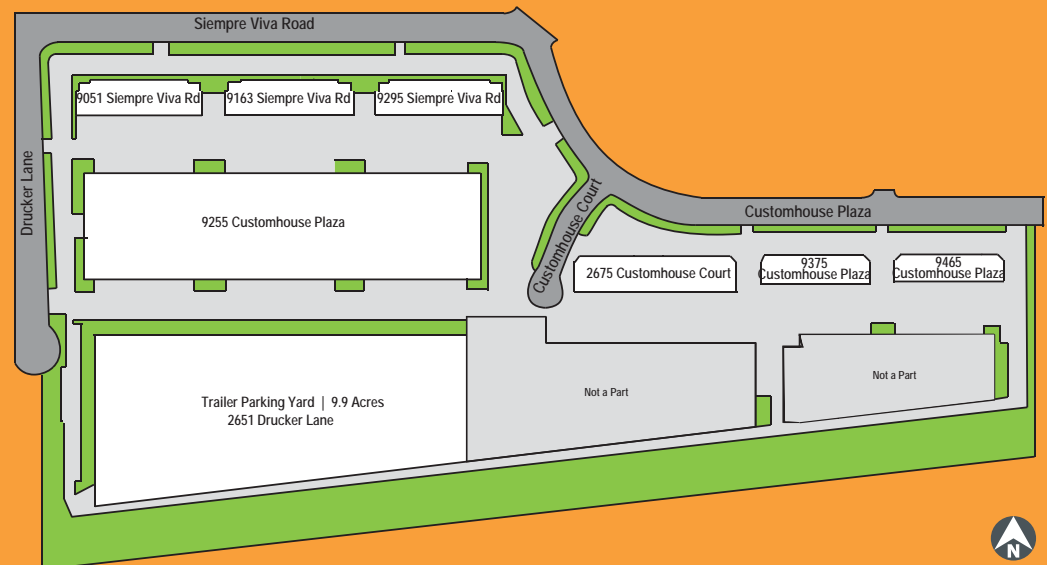 Siempre Viva Road
9051 Siempre Viva Rd
9163 Siempre Viva Rd
9295 Siempre Viva Rd
Drucker Lane
9255 Customhouse Plaza
Customhouse Court
Customhouse Plaza
2675 Customhouse Court
9375
Customhouse Plaza
9465
Customhouse Plaza
Trailer Parking Yard | 9.9 Acres
2651 Drucker Lane
Not a Part
Not a Part
N